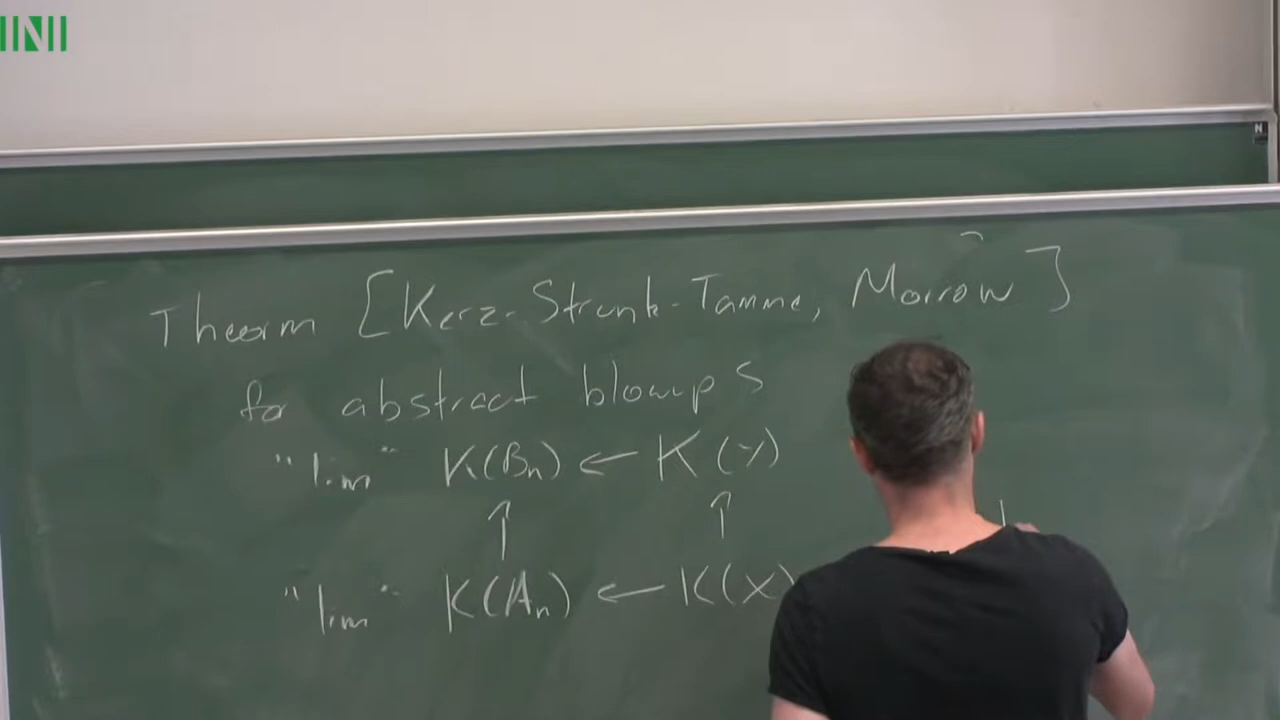 INI
Theorm [Kerz-Strunk-Tamme, Morrow]
for abstract blowups
"lim" K(Bn) ← K(Y)
↑ ↑
"lim" K(An) ← K(X)